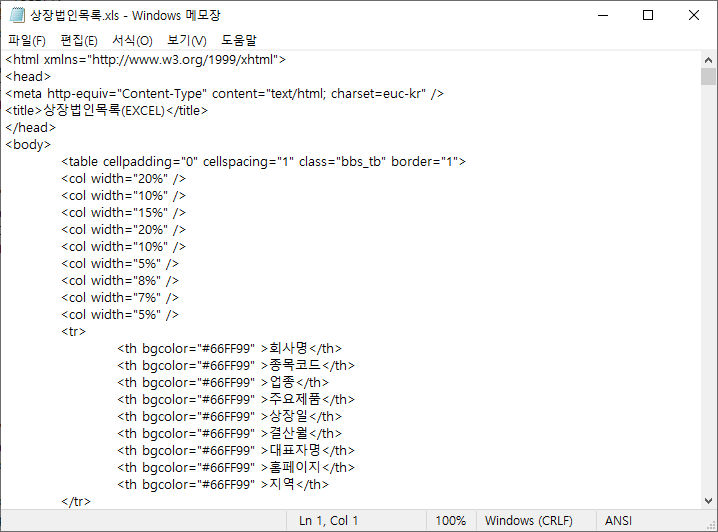 상장법인목록.xls - Windows 메모장
파일(F) 편집(E) 서식(O) 보기(V) 도움말
<html xmlns="http://www.w3.org/1999/xhtml">
<head>
<meta http-equiv="Content-Type" content="text/html; charset=euc-kr" />
<title>상장법인목록(EXCEL)</title>
</head>
<body>
<table cellpadding="0" cellspacing="1" class="bbs_tb" border="1">
<col width="20%" />
<col width="10%" />
<col width="15%" />
<col width="20%" />
<col width="10%" />
<col width="5%" />
<col width="8%" />
<col width="7%" />
<col width="5%" />
<tr>
<th bgcolor="#66FF99" >회사명</th>
<th bgcolor="#66FF99" >종목코드</th>
<th bgcolor="#66FF99" >업종</th>
<th bgcolor="#66FF99" >주요제품</th>
<th bgcolor="#66FF99" >상장일</th>
<th bgcolor="#66FF99" >결산월</th>
<th bgcolor="#66FF99" >대표자명</th>
<th bgcolor="#66FF99" >홈페이지</th>
<th bgcolor="#66FF99" >지역</th>
</tr>
Ln 1, Col 1 100% Windows (CRLF) ANSI